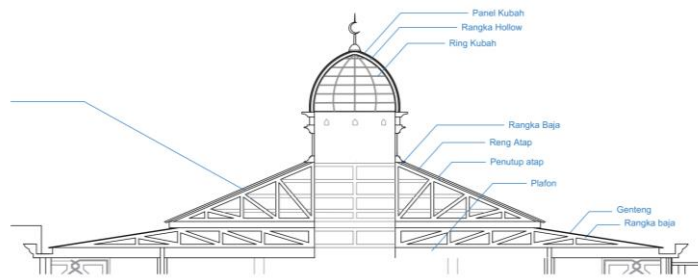 Panel Kubah
Rangka Hollow
Ring Kubah
Rangka Baja
Reng Atap
Penutup atap
Plafon
Genteng
Rangka baja